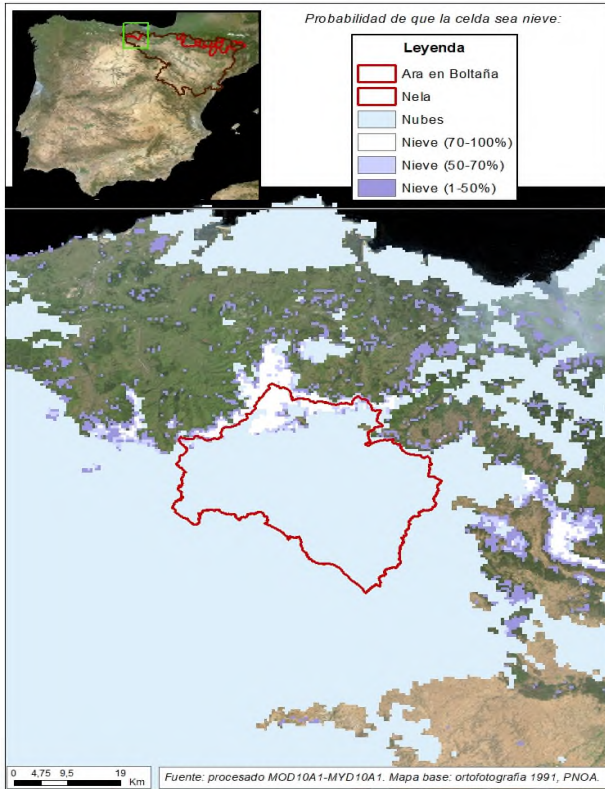 Probabilidad de que la celda sea nieve:
Leyenda
Ara en Boltaña
Nela
Nubes
Nieve (70-100%)
Nieve (50-70%)
Nieve (1-50%)
0 4,75 9,5 19
Km
Fuente: procesado MOD10A1-MYD10A1. Mapa base: ortofotografía 1991, PNOA.